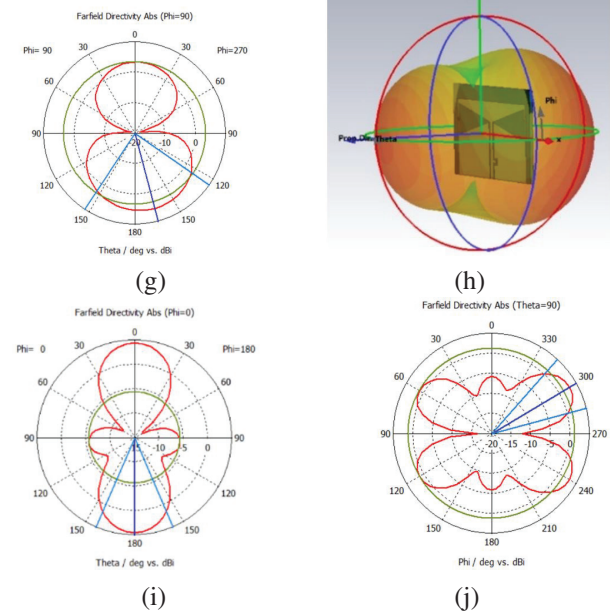 Farfield Directivity Abs (Phi=90)
Phi= 90 30 0 30 Phi=270
60 60
90 -20 -10 0 90
120 120
150 180 150
Theta / deg vs. dBi
(g)
Phi
Theta
x
(h)
Farfield Directivity Abs (Phi=0)
Phi= 0 30 0 30 Phi=180
60 60
90 -15 -10 -5 0 90
120 120
150 180 150
Theta / deg vs. dBi
(i)
Farfield Directivity Abs (Theta=90)
30 0 330
60 300
90 -20 -15 -10 -5 0
120 240
150 180 210
Phi / deg vs. dBi
(j)